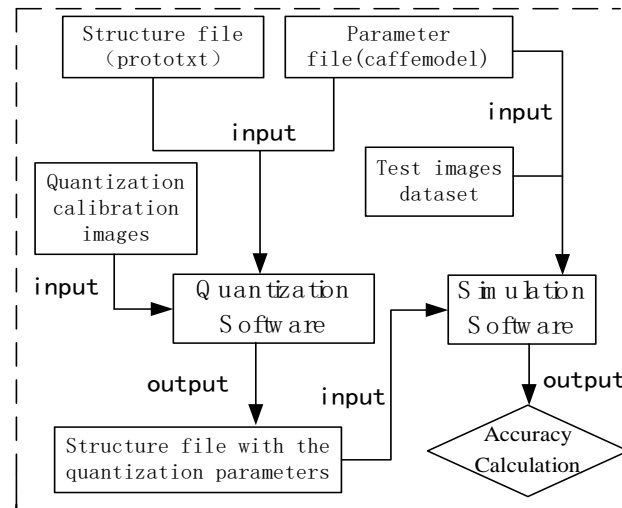 Structure file
（prototxt）
Parameter
file(caffemodel)
input
Quantization
calibration
images
Test images
dataset
input
input
Quantization
Software
Simulation
Software
output
input
output
Structure file with the
quantization parameters
Accuracy
Calculation